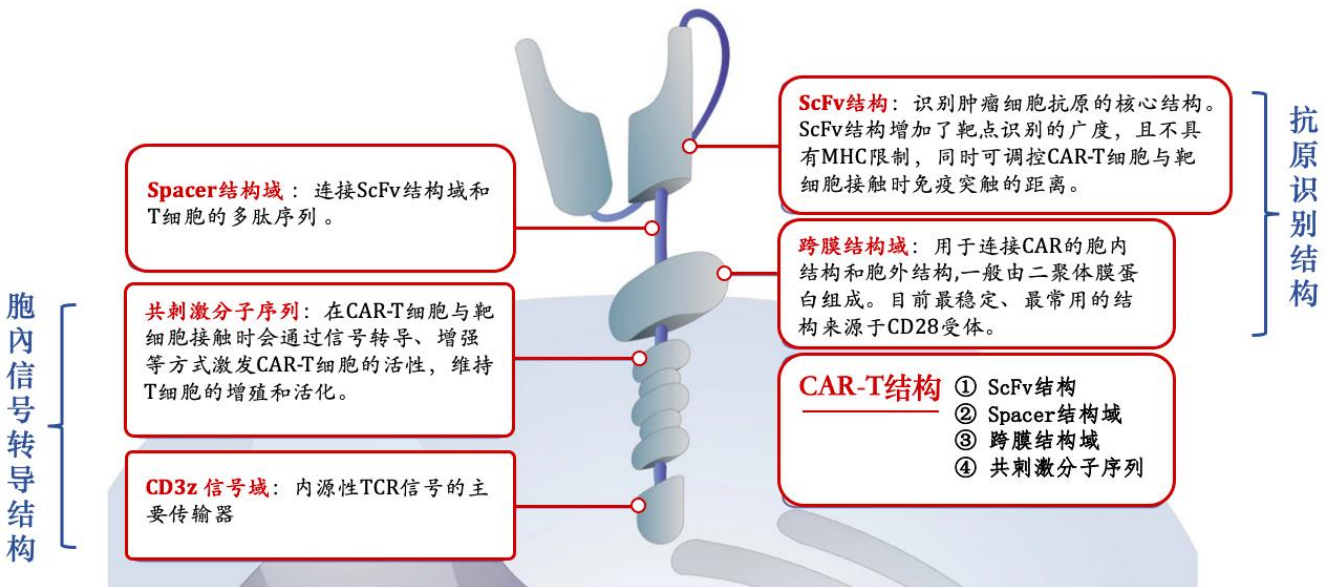 ScFv结构：识别肿瘤细胞抗原的核心结构。
ScFv结构增加了靶点识别的广度，且不具
有MHC限制，同时可调控CAR-T细胞与靶
细胞接触时免疫突触的距离。
抗原识别结构
Spacer结构域：连接ScFv结构域和
T细胞的多肽序列。
跨膜结构域：用于连接CAR的胞内
结构和胞外结构,一般由二聚体膜蛋
白组成。目前最稳定、最常用的结
构来源于CD28受体。
胞內信号转导结构
共刺激分子序列：在CAR-T细胞与靶
细胞接触时会通过信号转导、增强
等方式激发CAR-T细胞的活性，维持
T细胞的增殖和活化。
CD3z 信号域：内源性TCR信号的主
要传输器
CAR-T结构
① ScFv结构
② Spacer结构域
③ 跨膜结构域
④ 共刺激分子序列